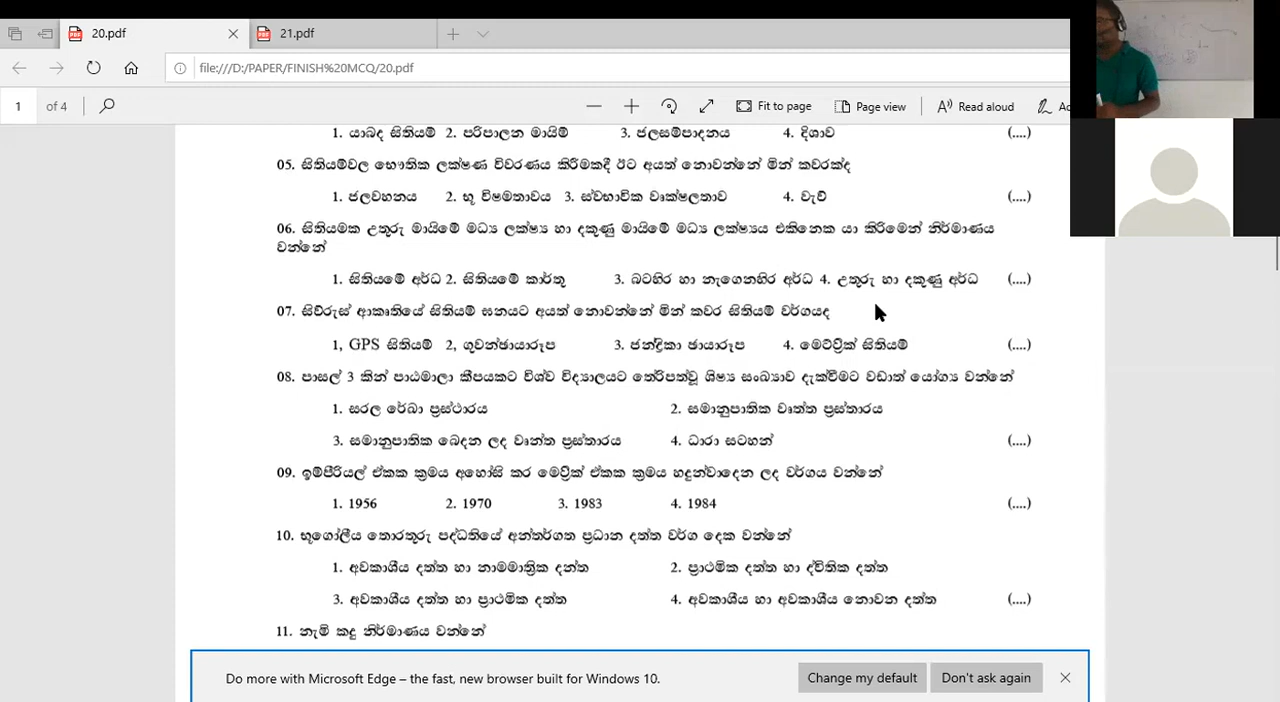 20.pdf
21.pdf
file:///D:/PAPER/FINISH%20MCQ/20.pdf
1 of 4
Fit to page
Page view
Read aloud
1. යාබද සිතියම් 2. පරිපාලන මායිම් 3. ජලසම්පාදනය 4. දිශාව (....)
05. සිතියම්වල භෞතික ලක්ෂණ විවරණය කිරීමකදී ඊට අයත් නොවන්නේ මින් කවරක්ද
1. ජලවහනය 2. භූ විෂමතාවය 3. ස්වභාවික වෘක්ෂලතාව 4. වැව් (....)
06. සිතියමක උතුරු මායිමේ මධ්‍ය ලක්ෂ්‍ය හා දකුණු මායිමේ මධ්‍ය ලක්ෂ්‍යය එකිනෙක යා කිරිමෙන් නිර්මාණය
වන්නේ
1. සිතියමේ අර්ධ 2. සිතියමේ කාර්තු 3. බටහිර හා නැගෙනහිර අර්ධ 4. උතුරු හා දකුණු අර්ධ (....)
07. සිව්රුස් ආකෘතියේ සිතියම් ඝනයට අයත් නොවන්නේ මින් කවර සිතියම් වර්ගයද
1, GPS සිතියම් 2, ගුවන්ඡායාරූප 3. ජන්ද්‍රිකා ඡායාරූප 4. මෙට්ට්‍රික් සිතියම් (....)
08. පාසල් 3 කින් පාඨමාලා කීපයකට විශ්ව විද්‍යාලයට තේරිපත්වූ ශිෂ්‍ය සංඛ්‍යාව දැක්වීමට වඩාත් යෝග්‍ය වන්නේ
1. සරල රේඛා ප්‍රස්ථාරය 2. සමානුපාතික වෘත්ත ප්‍රස්තාරය
3. සමානුපාතික බෙදන ලද වෘන්ත ප්‍රස්තාරය 4. ධාරා සටහන් (....)
09. ඉම්පීරියල් ඒකක ක්‍රමය අහෝසි කර මෙට්‍රික් ඒකක ක්‍රමය හදුන්වාදෙන ලද වර්ගය වන්නේ
1. 1956 2. 1970 3. 1983 4. 1984 (....)
10. භූගෝලීය තොරතුරු පද්ධතියේ අන්තර්ගත ප්‍රධාන දත්ත වර්ග දෙක වන්නේ
1. අවකාශීය දත්ත හා නාමමාත්‍රික දන්ත 2. ප්‍රාථමික දත්ත හා ද්විතික දත්ත
3. අවකාශීය දත්ත හා ප්‍රාථමික දත්ත 4. අවකාශීය හා අවකාශීය නොවන දත්ත (....)
11. නැමි කඳු නිර්මාණය වන්නේ
Do more with Microsoft Edge – the fast, new browser built for Windows 10.
Change my default
Don't ask again